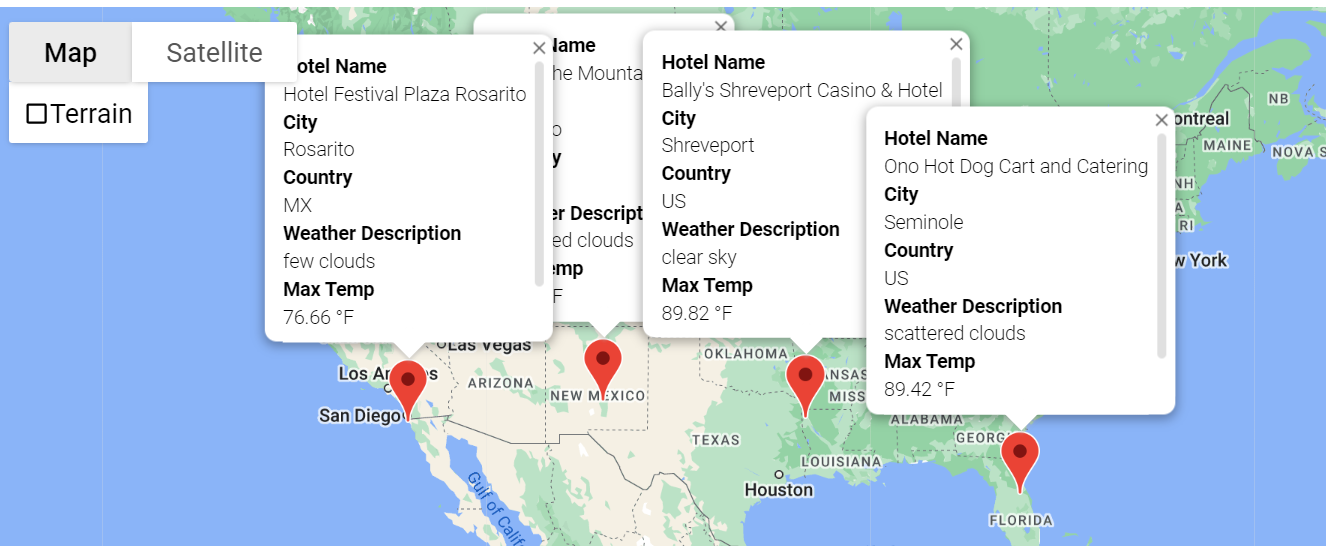 Map
Satellite
Terrain
otel Name
Hotel Festival Plaza Rosarito
City
Rosarito
Country
MX
Weather Description
few clouds
Max Temp
76.66 °F
Name
he Mounta
o
y
er Descript
ed clouds
emp
F
Hotel Name
Bally's Shreveport Casino & Hotel
City
Shreveport
Country
US
Weather Description
clear sky
Max Temp
89.82 °F
Hotel Name
Ono Hot Dog Cart and Catering
City
Seminole
Country
US
Weather Description
scattered clouds
Max Temp
89.42 °F
ontreal
NB
MAINE
NOVA S
NH
RI
w York
Las Vegas
Los An
es
San Diego
ARIZONA
NEW MEXICO
OKLAHOMA
ANSAS
MISS
ALABAMA
GEORG
TEXAS
LOUISIANA
Houston
FLORIDA
Gulf of Calif